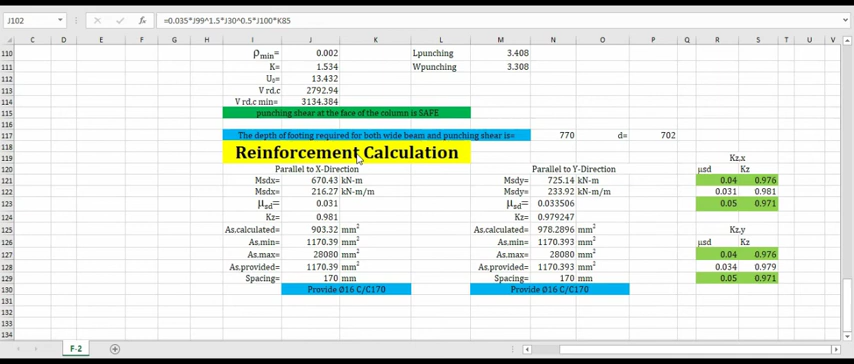 J102 fx =0.035*J99^1.5*J30^0.5*J100*K85
C D E F G H I J K L M N O P Q R S T U V
110 ρmin= 0.002 Lpunching 3.408
111 K= 1.534 Wpunching 3.308
112 U₀= 13.432
113 V rd.c 2792.94
114 V rd.c min= 3134.384
115 punching shear at the face of the column is SAFE
116
117 The depth of footing required for both wide beam and punching shear is= 770 d= 702
118 Reinforcement Calculation
119 Kz,x
120 Parallel to X-Direction Parallel to Y-Direction μsd Kz
121 Msdx= 670.43 kN-m Msdy= 725.14 kN-m 0.04 0.976
122 Msdx= 216.27 kN-m/m Msdy= 233.92 kN-m/m 0.031 0.981
123 μsd= 0.031 μsd= 0.033506 0.05 0.971
124 Kz= 0.981 Kz= 0.979247
125 As,calculated= 903.32 mm² As,calculated= 978.2896 mm² Kz,y
126 As,min= 1170.39 mm² As,min= 1170.393 mm² μsd Kz
127 As.max= 28080 mm² As.max= 28080 mm² 0.04 0.976
128 As,provided= 1170.39 mm² As,provided= 1170.393 mm² 0.034 0.979
129 Spacing= 170 mm Spacing= 170 mm 0.05 0.971
130 Provide Ø16 C/C170 Provide Ø16 C/C170
131
132
133
134
F-2